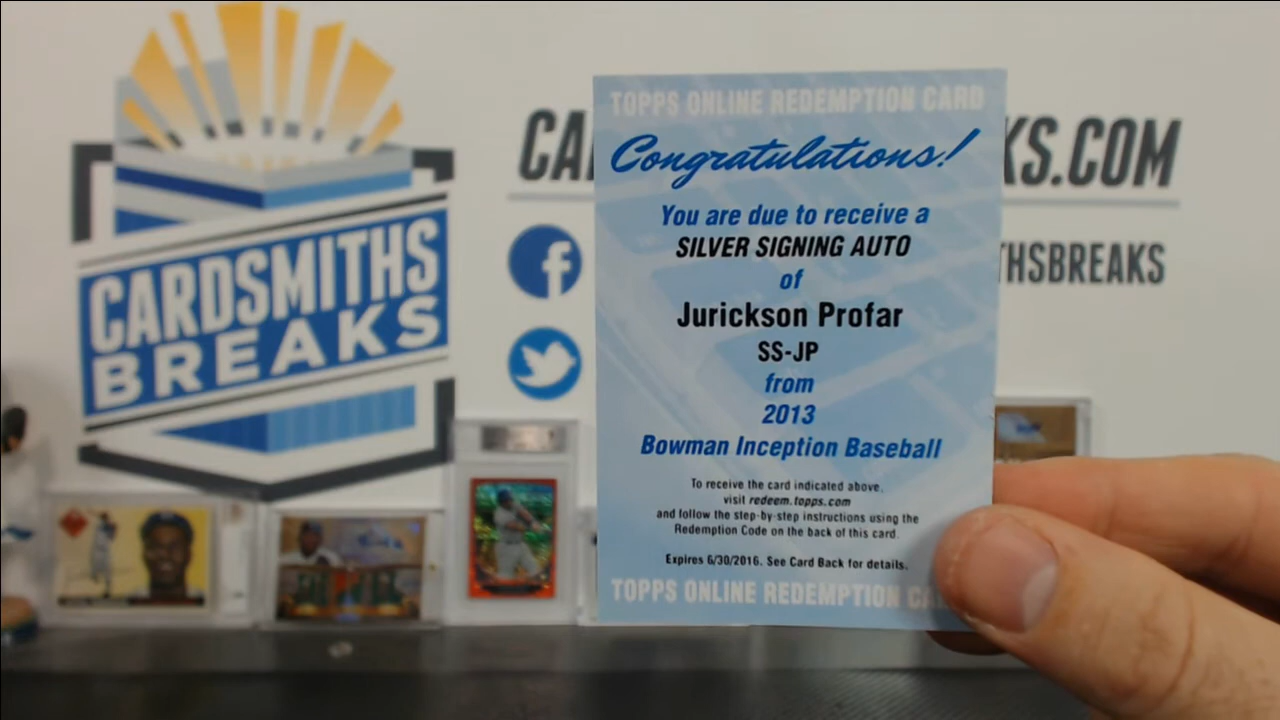 CARDSMITHS
BREAKS
CA
KS.COM
f
THSBREAKS
TOPPS ONLINE REDEMPTION CARD
Congratulations!
You are due to receive a
SILVER SIGNING AUTO
of
Jurickson Profar
SS-JP
from
2013
Bowman Inception Baseball
To receive the card indicated above,
visit redeem.topps.com
and follow the step-by-step instructions using the
Redemption Code on the back of this card.
Expires 6/30/2016. See Card Back for details.
TOPPS ONLINE REDEMPTION CA